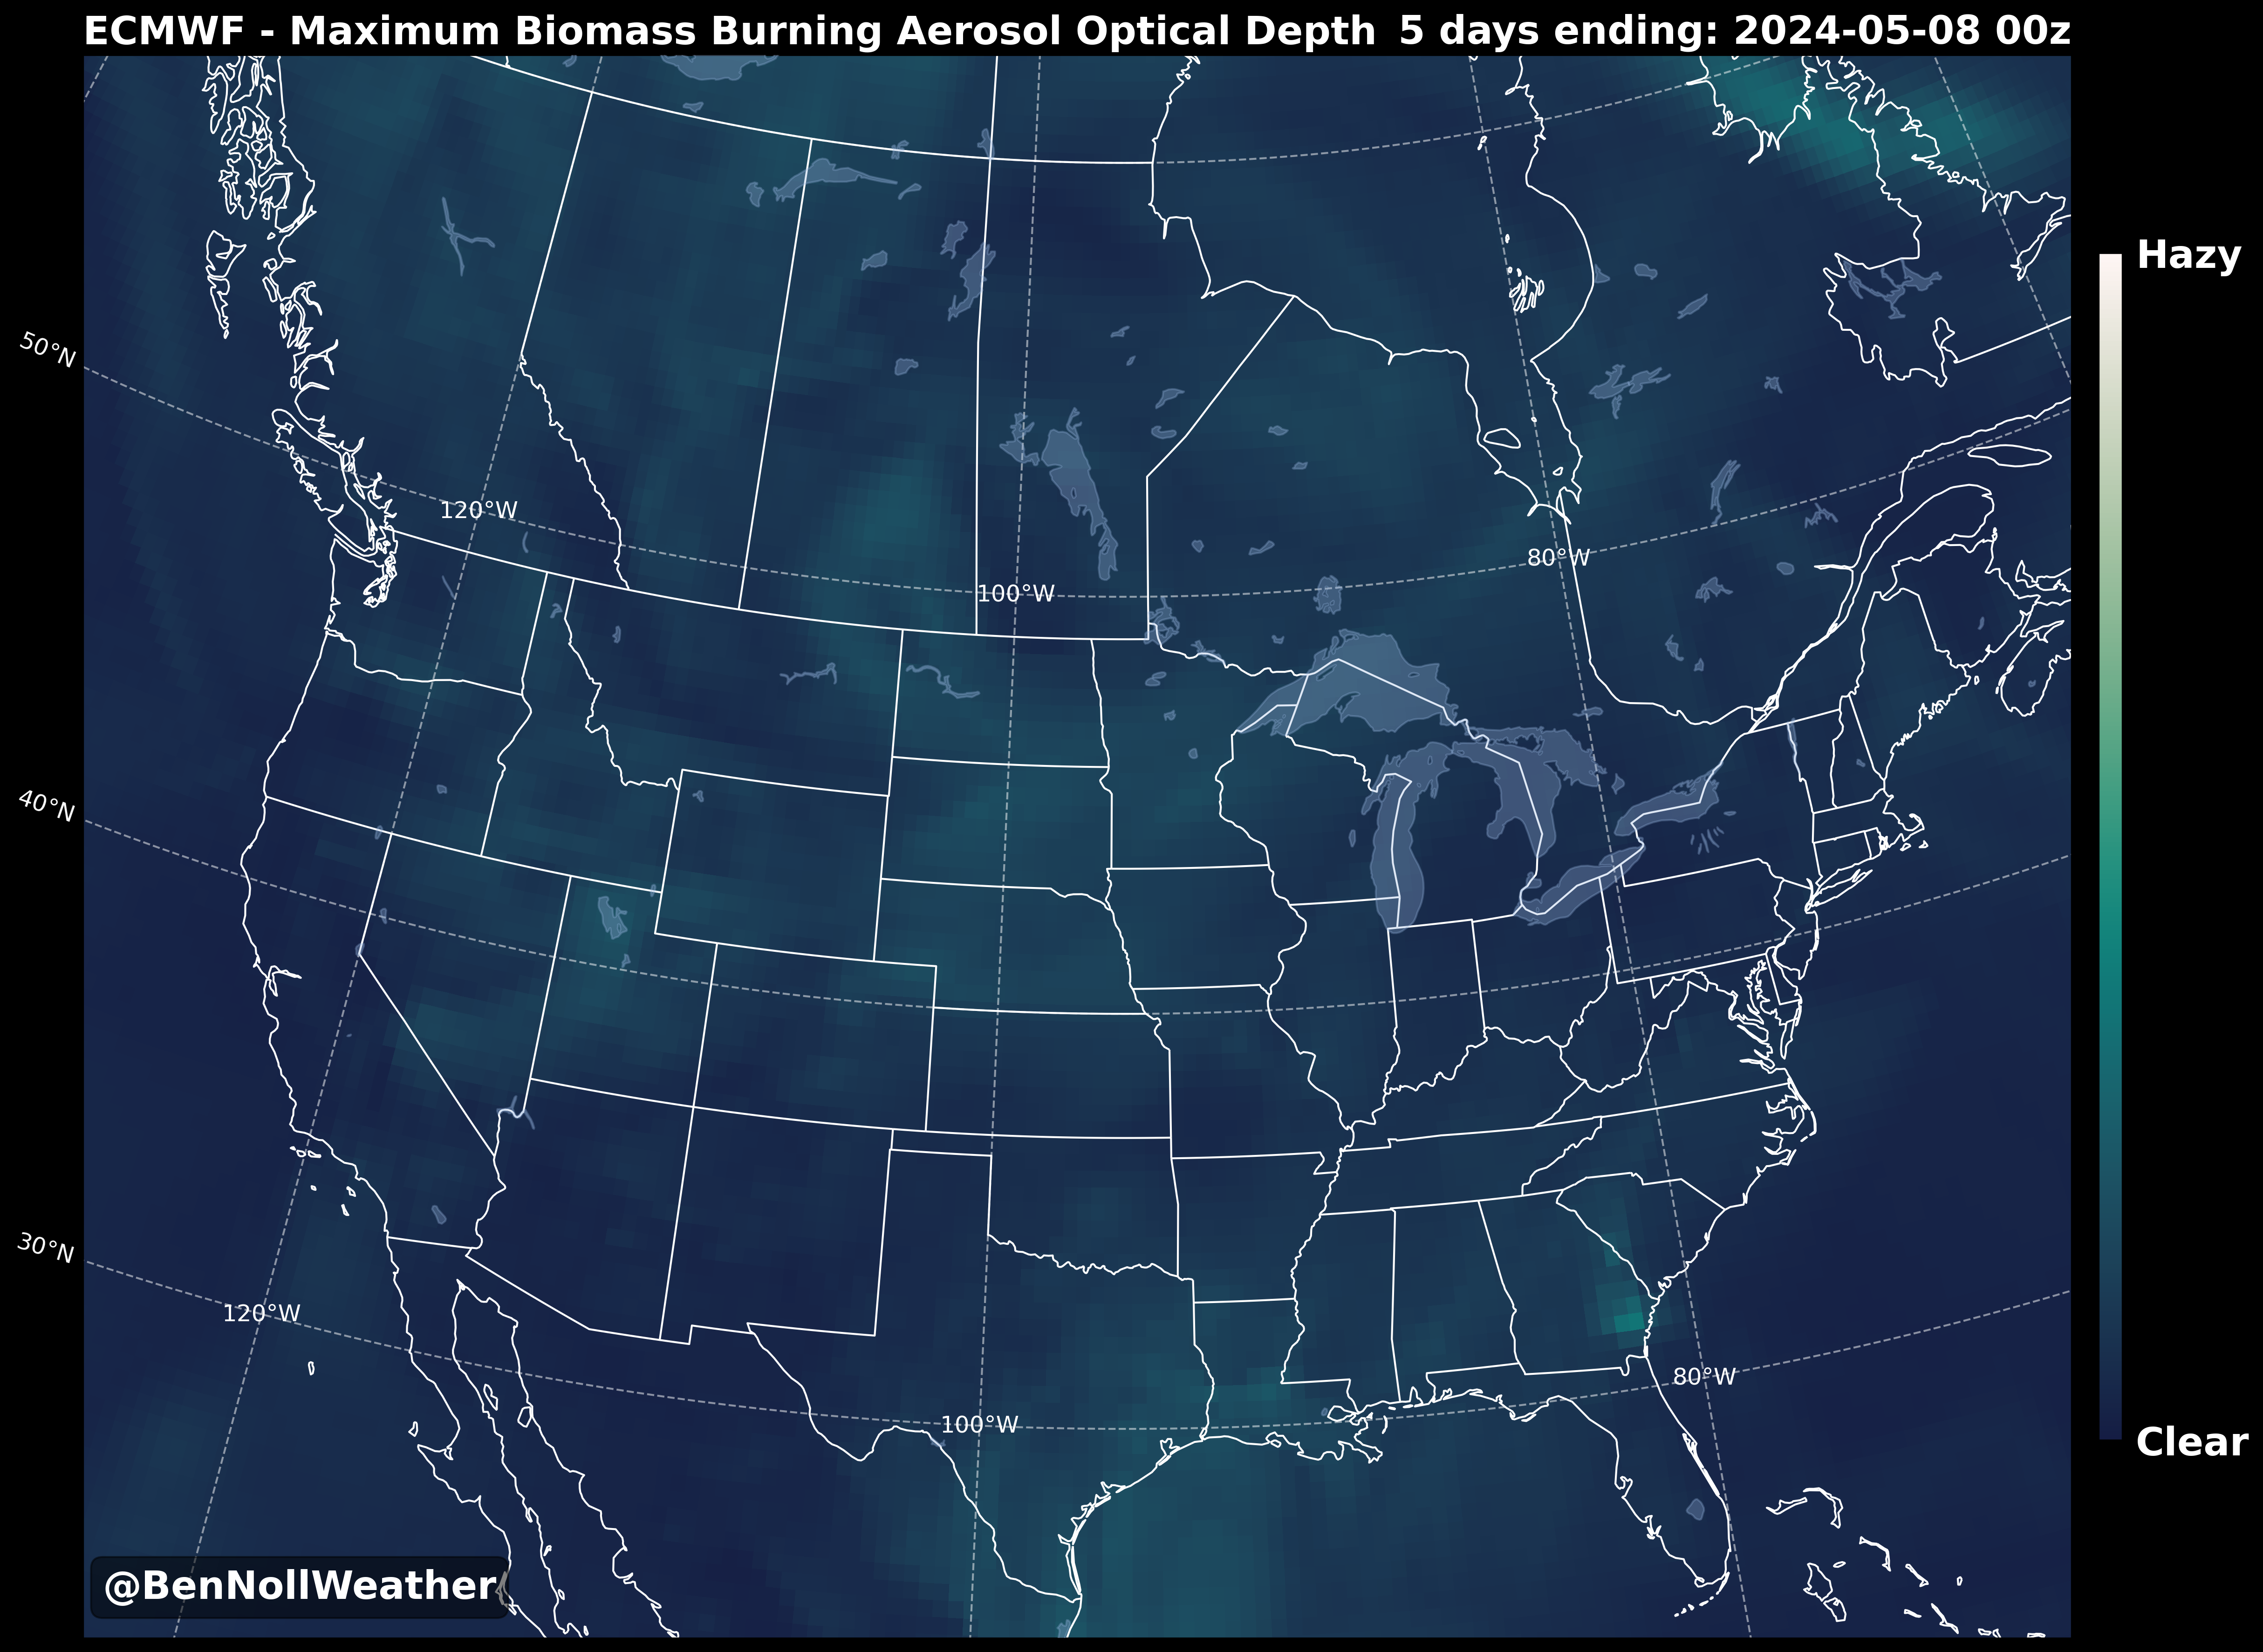 ECMWF - Maximum Biomass Burning Aerosol Optical Depth 5 days ending: 2024-05-08 00z
Hazy
50°N
120°W
80°W
100°W
40°N
30°N
120°W
80°W
100°W
Clear
@BenNollWeather